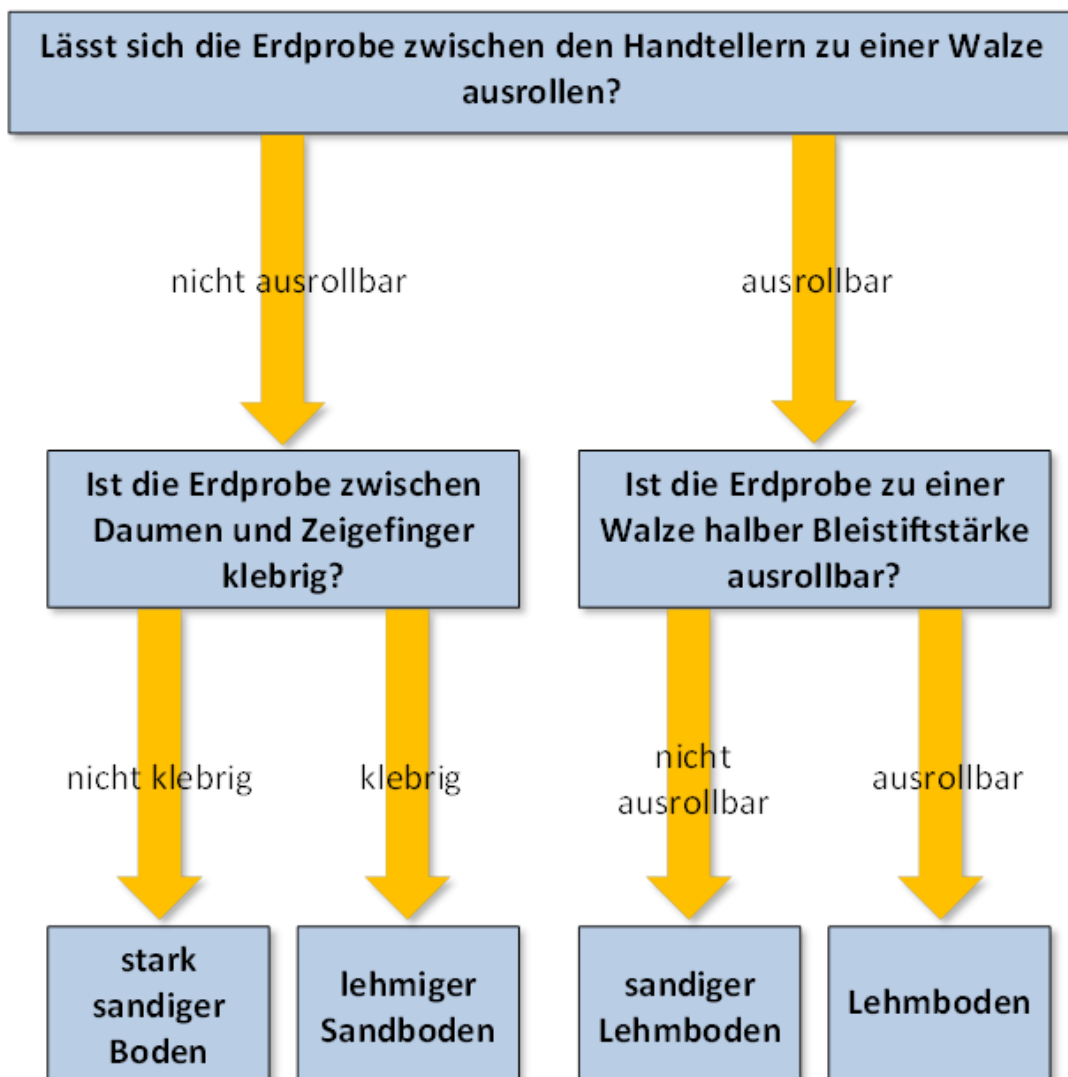 Lässt sich die Erdprobe zwischen den Handtellern zu einer Walze
ausrollen?
nicht ausrollbar
ausrollbar
Ist die Erdprobe zwischen
Daumen und Zeigefinger
klebrig?
Ist die Erdprobe zu einer
Walze halber Bleistiftstärke
ausrollbar?
nicht klebrig
klebrig
nicht
ausrollbar
ausrollbar
stark
sandiger
Boden
lehmiger
Sandboden
sandiger
Lehmboden
Lehmboden